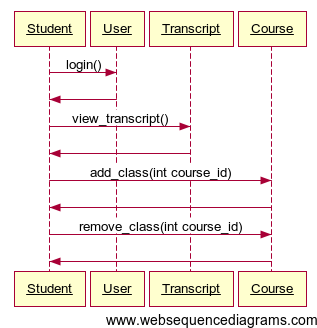 Student User Transcript Course
login()
view_transcript()
add_class(int course_id)
remove_class(int course_id)
Student User Transcript Course
www.websequencediagrams.com